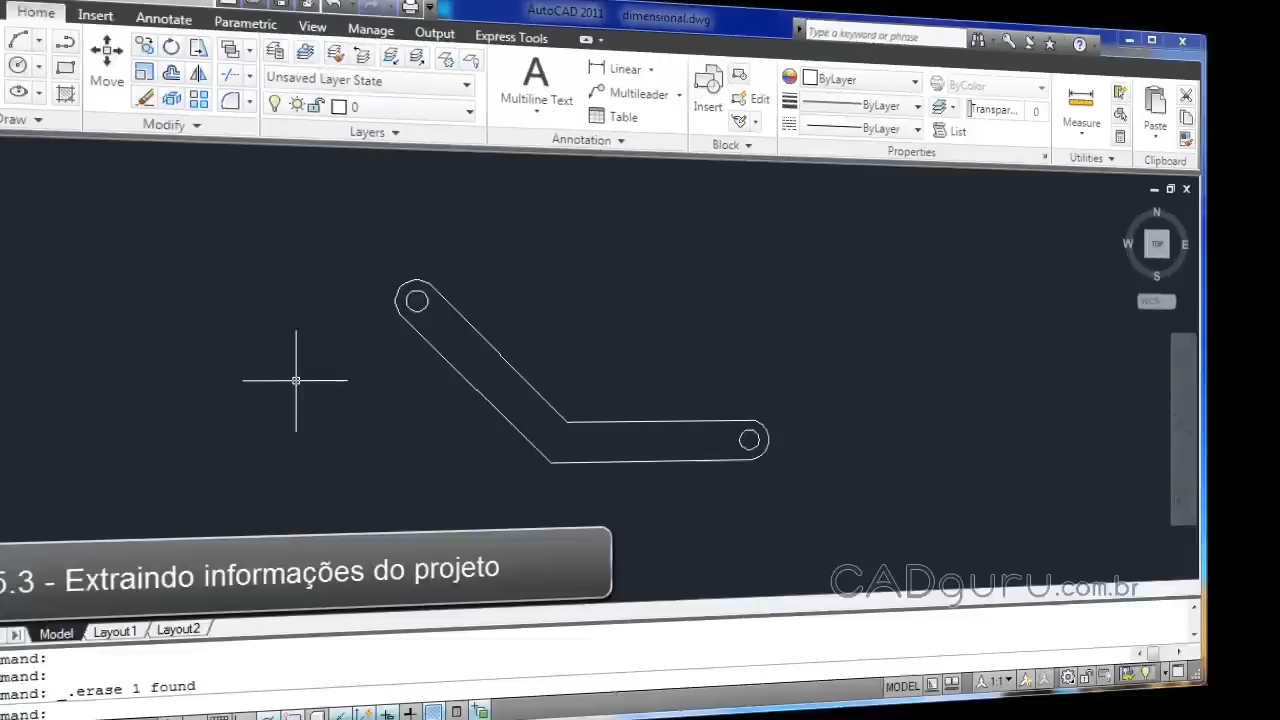 AutoCAD 2011 dimensional.dwg
Type a keyword or phrase
Home Insert Annotate Parametric View Manage Output Express Tools
Move
Unsaved Layer State
0
Multiline Text
Linear
Multileader
Table
Insert
Edit
ByLayer
ByLayer
ByLayer
ByColor
Transpar... 0
List
Measure
Paste
Draw
Modify
Layers
Annotation
Block
Properties
Utilities
Clipboard
N
W TOP E
S
WCS
5.3 - Extraindo informações do projeto
CADguru.com.br
Model Layout1 Layout2
mand:
mand:
mand: _.erase 1 found
mand:
MODEL 1:1